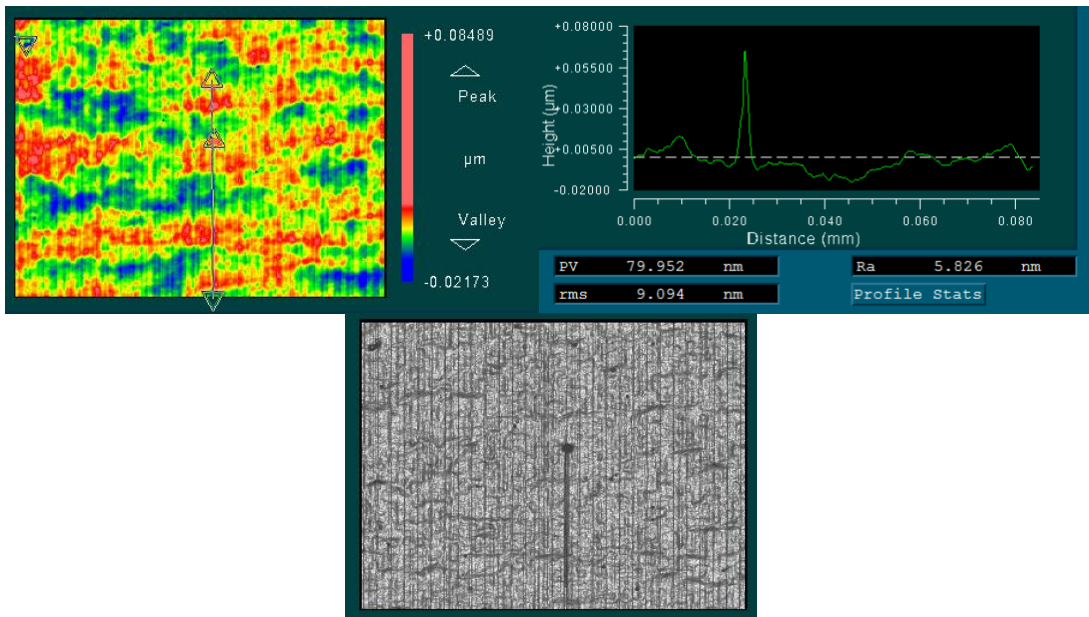 +0.08489
Peak
µm
Valley
-0.02173
+0.08000
+0.05500
+0.03000
+0.00500
-0.02000
Height (µm)
0.000
0.020
0.040
0.060
0.080
Distance (mm)
PV 79.952 nm
Ra 5.826 nm
rms 9.094 nm
Profile Stats